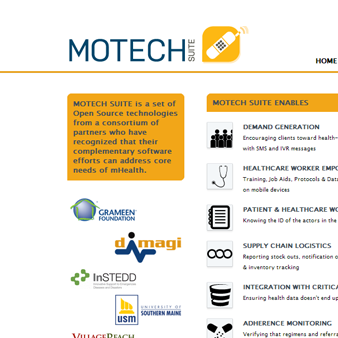 MOTECH SUITE
HOME
MOTECH SUITE is a set of
Open Source technologies
from a consortium of
partners who have
recognized that their
complementary software
efforts can address core
needs of mHealth.
GRAMEEN
FOUNDATION
dimagi
InSTEDD
usm
UNIVERSITY OF
SOUTHERN MAINE
VILLAGEREACH
MOTECH SUITE ENABLES
DEMAND GENERATION
Encouraging clients toward health-
with SMS and IVR messages
HEALTHCARE WORKER EMPO
Training, Job Aids, Protocols & Data
on mobile devices
PATIENT & HEALTHCARE WO
Knowing the ID of the actors in the
SUPPLY CHAIN LOGISTICS
Reporting stock outs, notification o
& inventory tracking
INTEGRATION WITH CRITICA
Ensuring health data doesn't end up
ADHERENCE MONITORING
Verifying that regimens and referra